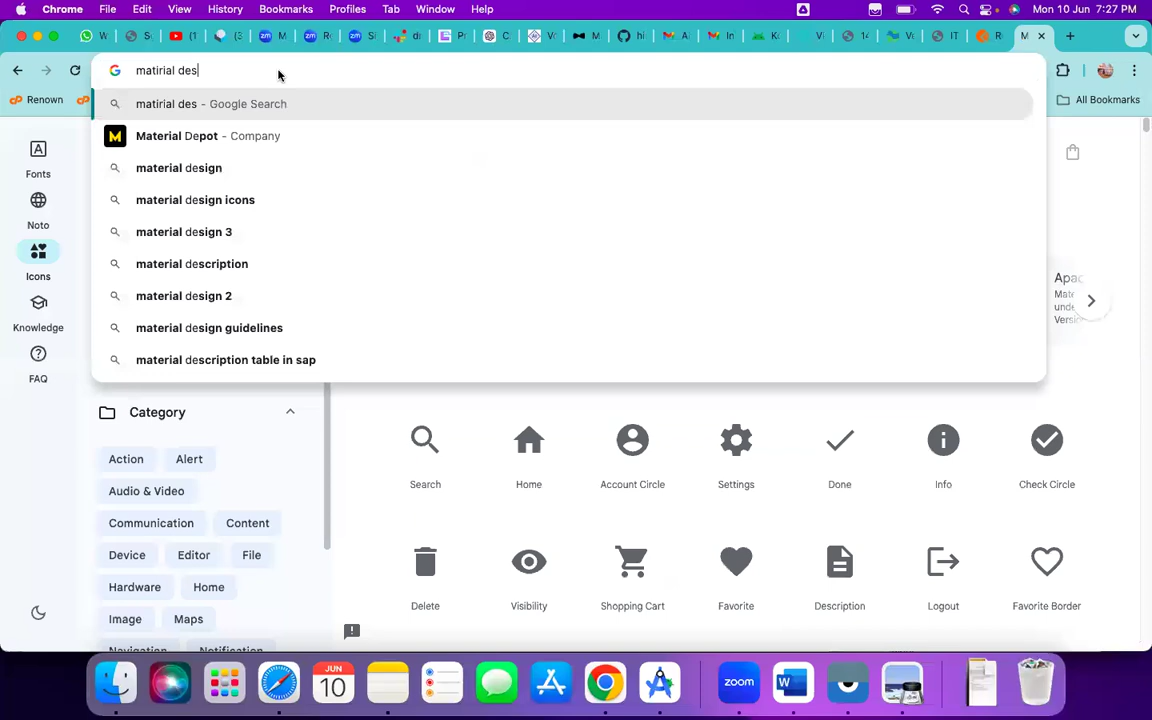 Chrome File Edit View History Bookmarks Profiles Tab Window Help Mon 10 Jun 7:27 PM
matirial des
Renown
All Bookmarks
matirial des - Google Search
Material Depot - Company
material design
material design icons
material design 3
material description
material design 2
material design guidelines
material description table in sap
Fonts
Noto
Icons
Knowledge
FAQ
Category
Action Alert
Audio & Video
Communication Content
Device Editor File
Hardware Home
Image Maps
Navigation Notification
Search Home Account Circle Settings Done Info Check Circle
Delete Visibility Shopping Cart Favorite Description Logout Favorite Border
JUN
10
zoom
W